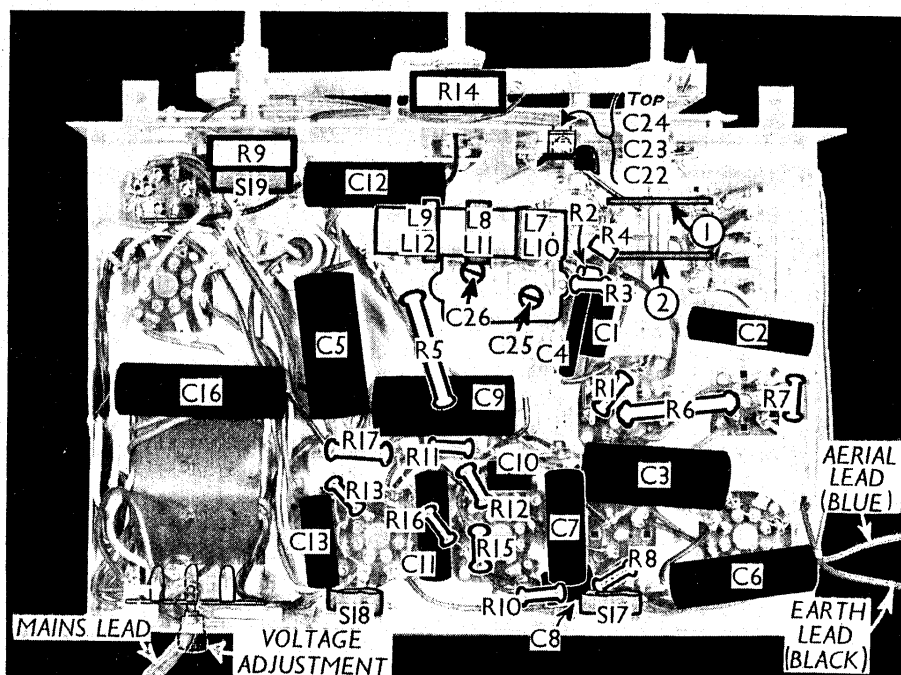 R14
TOP
C24
C23
C22
R9
S19
C12
L9
L12
L8
L11
L7
L10
R2
R4
1
2
R3
C26
C25
C4
C1
C2
C5
R5
C16
C9
R1
R6
R7
R17
R11
C10
C3
AERIAL
LEAD
(BLUE)
R13
R12
C13
R16
C11
R15
C7
R8
C6
R10
S18
C8
S17
EARTH
LEAD
(BLACK)
MAINS LEAD
VOLTAGE
ADJUSTMENT